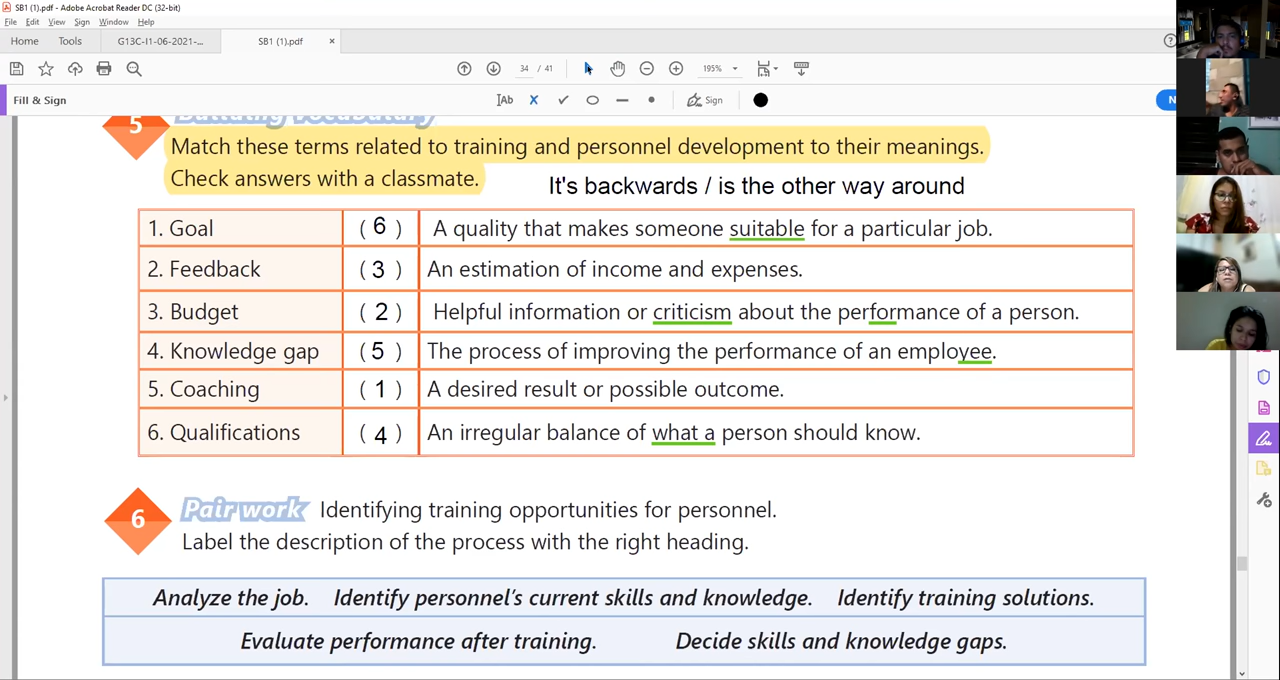 SB1 (1).pdf - Adobe Acrobat Reader DC (32-bit)
File Edit View Sign Window Help
Home Tools G13C-I1-06-2021-... SB1 (1).pdf ×
34 / 41 195%
Fill & Sign Ab Sign N
5 Building Vocabulary
Match these terms related to training and personnel development to their meanings.
Check answers with a classmate.
It's backwards / is the other way around
1. Goal ( 6 ) A quality that makes someone suitable for a particular job.
2. Feedback ( 3 ) An estimation of income and expenses.
3. Budget ( 2 ) Helpful information or criticism about the performance of a person.
4. Knowledge gap ( 5 ) The process of improving the performance of an employee.
5. Coaching ( 1 ) A desired result or possible outcome.
6. Qualifications ( 4 ) An irregular balance of what a person should know.
6 Pair work Identifying training opportunities for personnel.
Label the description of the process with the right heading.
Analyze the job. Identify personnel's current skills and knowledge. Identify training solutions.
Evaluate performance after training. Decide skills and knowledge gaps.